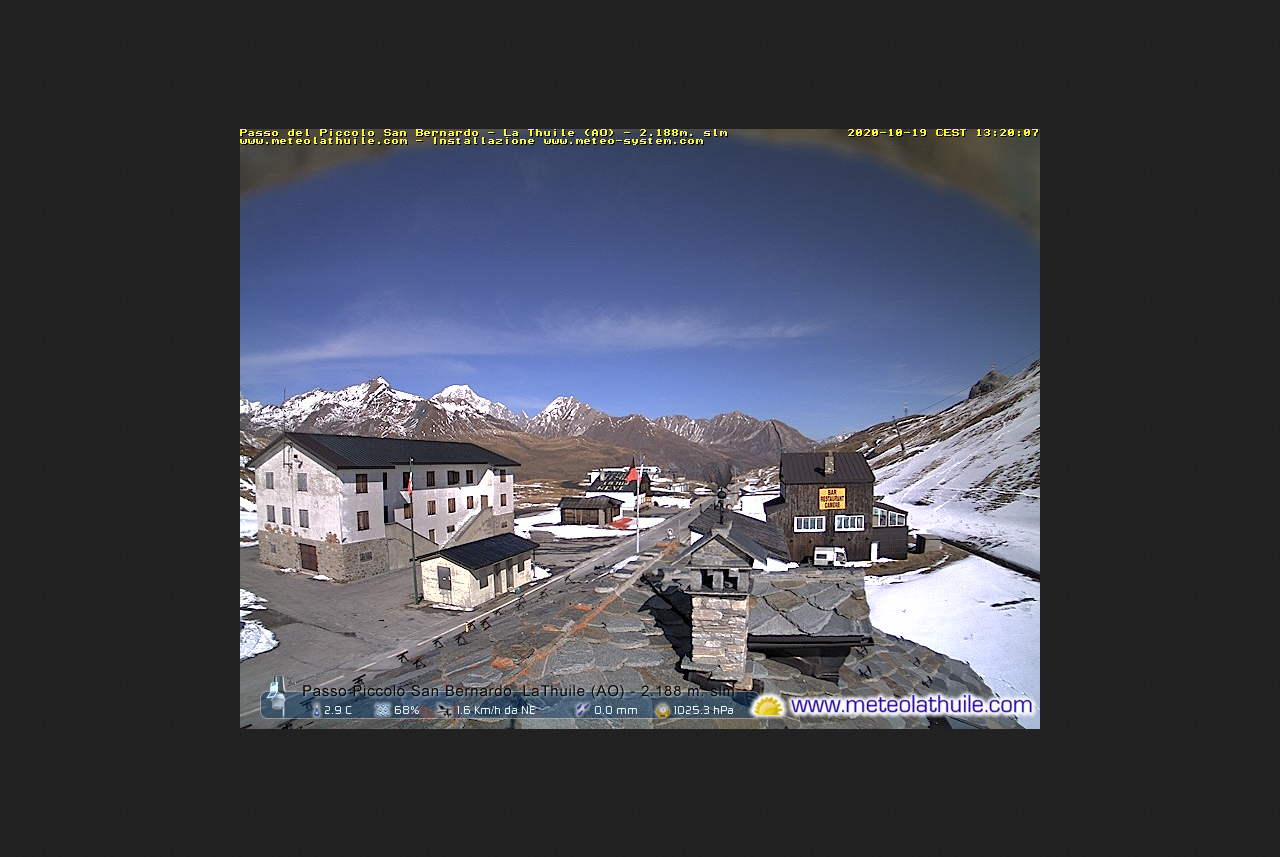 Passo del Piccolo San Bernardo - La Thuile (AO) - 2.188m. slm
2020-10-19 CEST 13:20:07
www.meteolathuile.com - Installazione www.meteo-system.com
BAR
RESTAURANT
CAMERE
Passo Piccolo San Bernardo, LaThuile (AO) - 2.188 m. slm
2.9 C 68% 1.6 Km/h da NE 0.0 mm 1025.3 hPa
www.meteolathuile.com